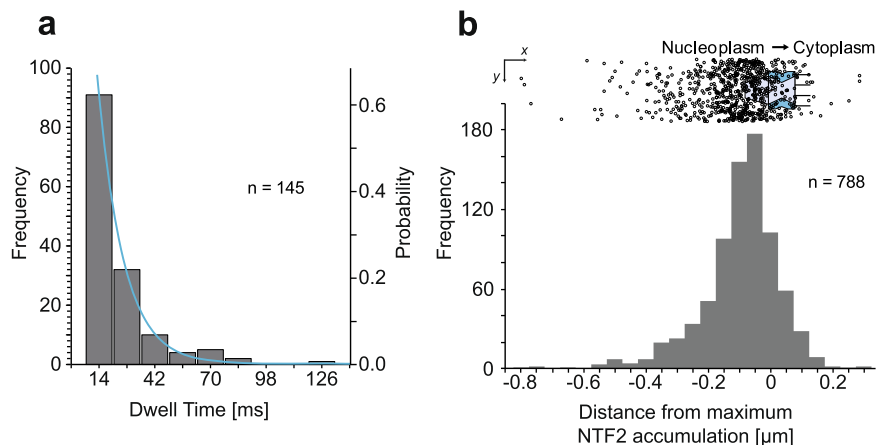 a
100
80
60
40
20
0
Frequency
0.6
0.4
0.2
0.0
Probability
n = 145
14 42 70 98 126
Dwell Time [ms]
b
x
y
Nucleoplasm → Cytoplasm
180
120
60
0
Frequency
n = 788
-0.8 -0.6 -0.4 -0.2 0 0.2
Distance from maximum
NTF2 accumulation [µm]